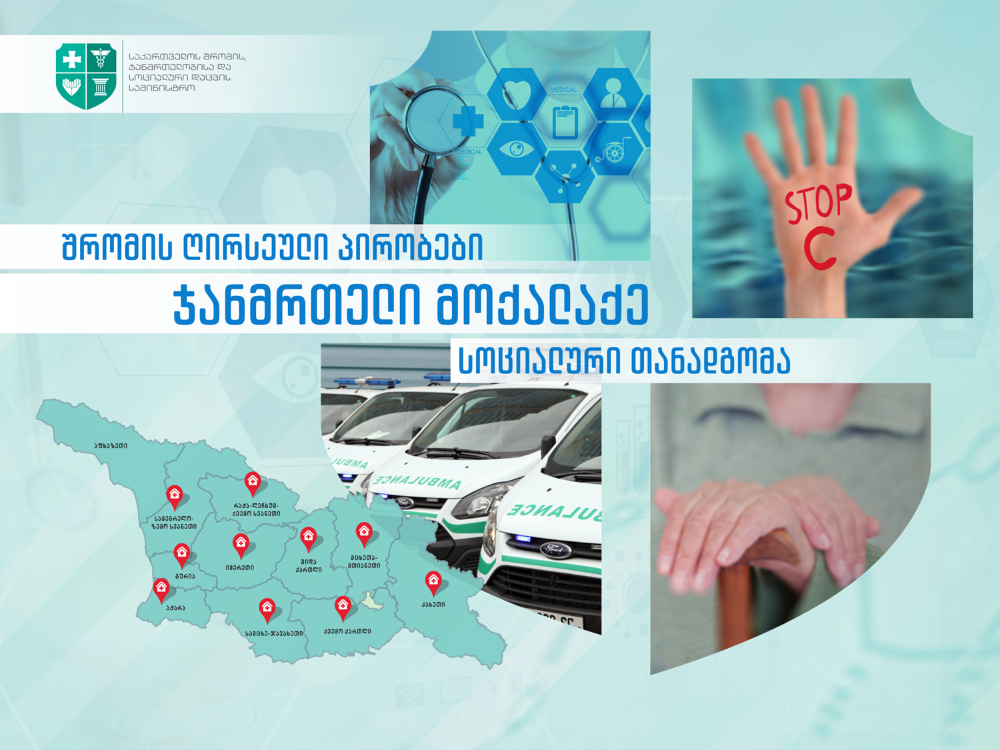 საქართველოს შრომის,
ჯანმრთელობისა და
სოციალური დაცვის
სამინისტრო
MEDICAL
MEDICAL
STOP
C
შრომის ღირსეული პირობები
ჯანმრთელი მოქალაქე
სოციალური თანადგომა
AMBULANCE
AMBULANCE
Ford
Ford
აფხაზეთი
სამეგრელო-
ზემო სვანეთი
რაჭა-ლეჩხუმ-
ქვემო სვანეთი
გურია
იმერეთი
შიდა
ქართლი
მცხეთა-
მთიანეთი
აჭარა
სამცხე-ჯავახეთი
ქვემო ქართლი
კახეთი